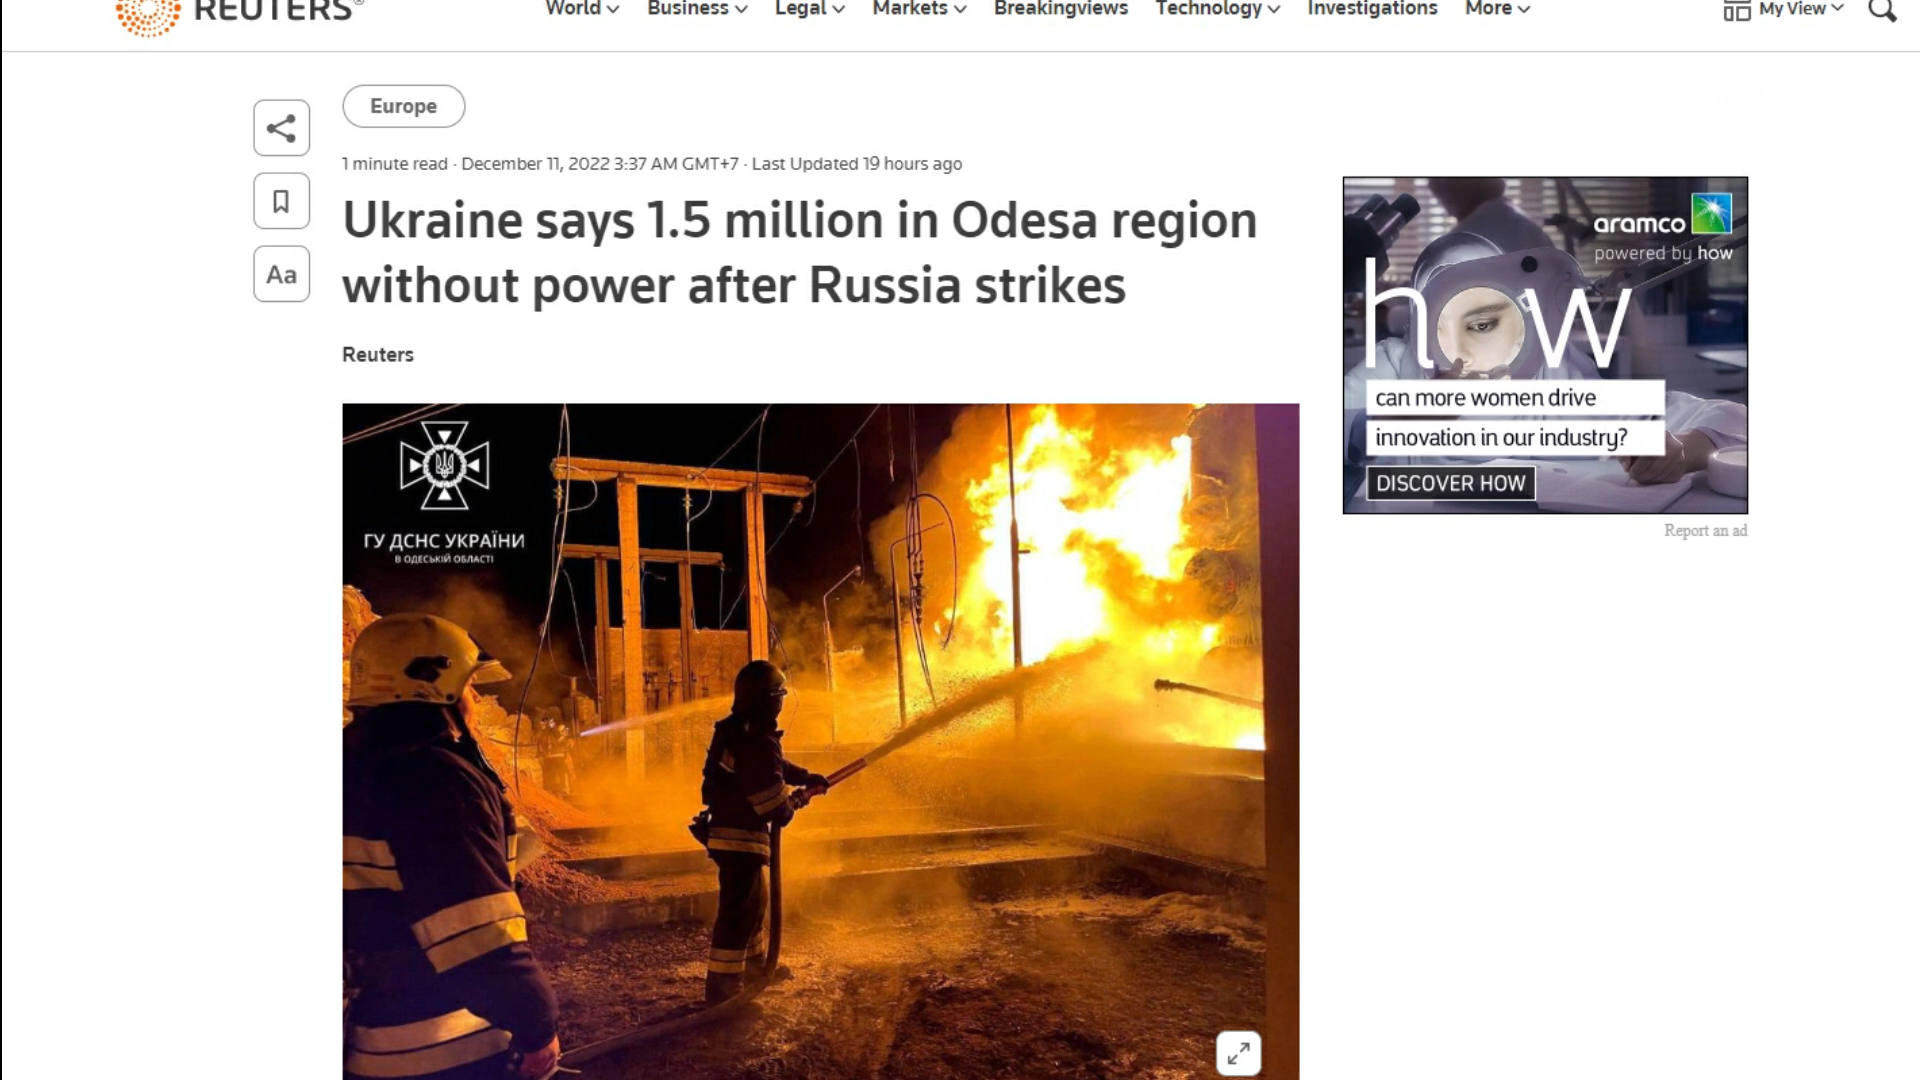 REUTERS®
World Business Legal Markets Breakingviews Technology Investigations More
My View
Europe
1 minute read · December 11, 2022 3:37 AM GMT+7 · Last Updated 19 hours ago
Aa
Ukraine says 1.5 million in Odesa region
without power after Russia strikes
Reuters
ГУ ДСНС УКРАЇНИ
В ОДЕСЬКІЙ ОБЛАСТІ
aramco
powered by how
how
can more women drive
innovation in our industry?
DISCOVER HOW
Report an ad